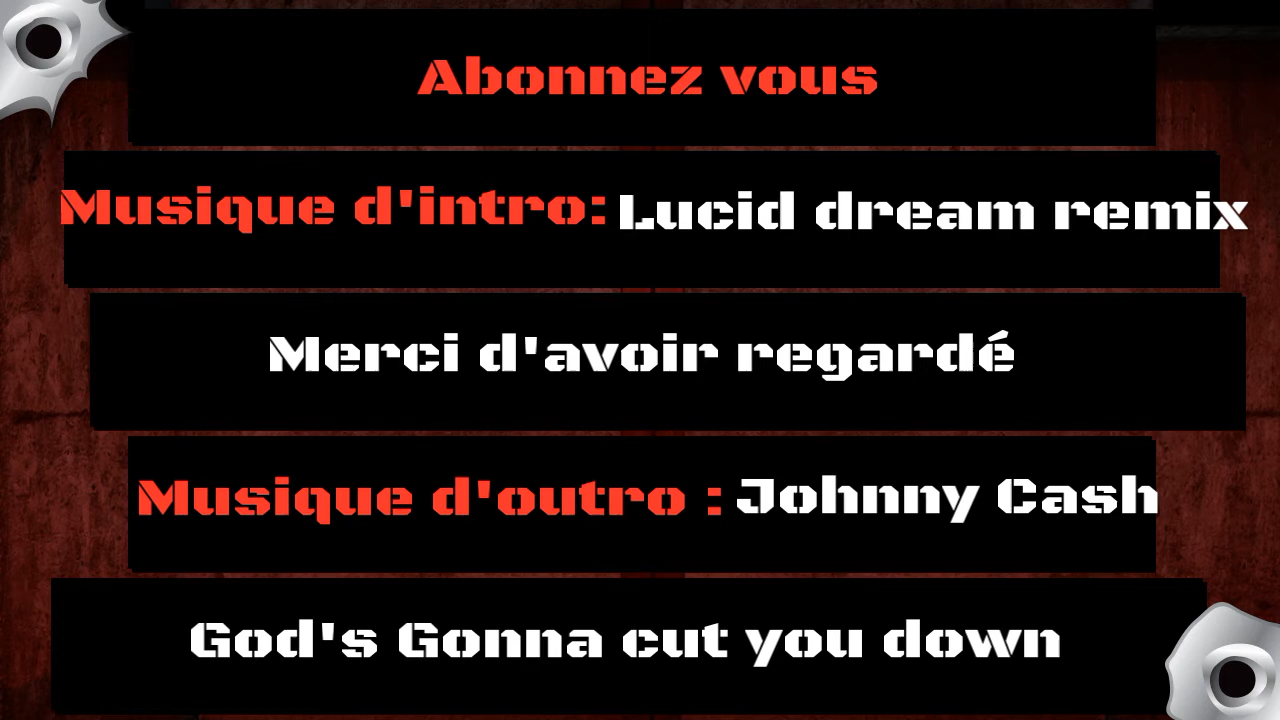 Abonnez vous
Musique d'intro: Lucid dream remix
Merci d'avoir regardé
Musique d'outro : Johnny Cash
God's Gonna cut you down